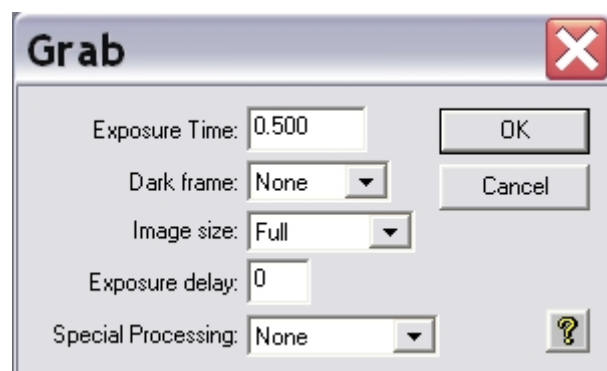 Grab
Exposure Time: 0.500
OK
Dark frame: None
Cancel
Image size: Full
Exposure delay: 0
Special Processing: None
?